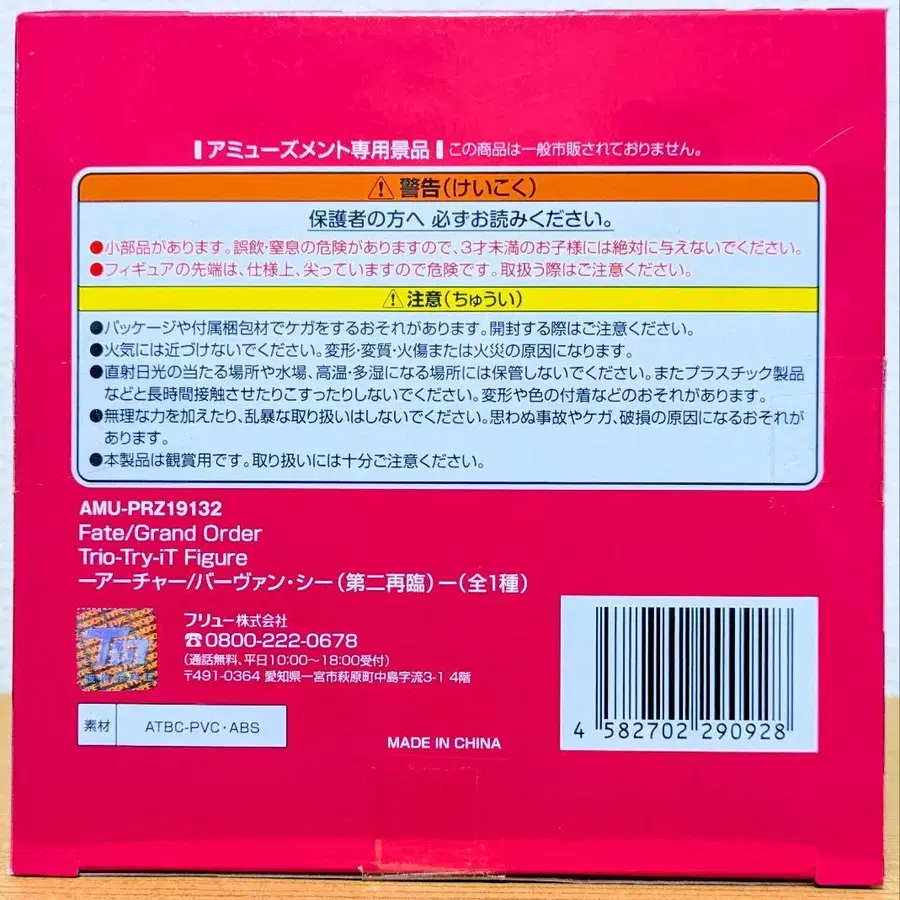 アミューズメント専用景品 この商品は一般市販されておりません。
警告(けいこく)
保護者の方へ 必ずお読みください。
●小部品があります。誤飲・窒息の危険がありますので、3才未満のお子様には絶対に与えないでください。
●フィギュアの先端は、仕様上、尖っていますので危険です。取扱う際はご注意ください。
注意(ちゅうい)
●パッケージや付属梱包材でケガをするおそれがあります。開封する際はご注意ください。
●火気には近づけないでください。変形・変質・火傷または火災の原因になります。
●直射日光の当たる場所や水場、高温・多湿になる場所には保管しないでください。またプラスチック製品
などと長時間接触させたりこすったりしないでください。変形や色の付着などのおそれがあります。
●無理な力を加えたり、乱暴な取り扱いはしないでください。思わぬ事故やケガ、破損の原因になるおそれが
あります。
●本製品は観賞用です。取り扱いには十分ご注意ください。
AMU-PRZ19132
Fate/Grand Order
Trio-Try-iT Figure
ーアーチャー/バーヴァン・シー(第二再臨)ー(全1種)
フリュー株式会社
☎0800-222-0678
(通話無料、平日10:00〜18:00受付)
〒491-0364 愛知県一宮市萩原町中島字流3-1 4階
素材 ATBC-PVC・ABS
MADE IN CHINA
4 582702 290928